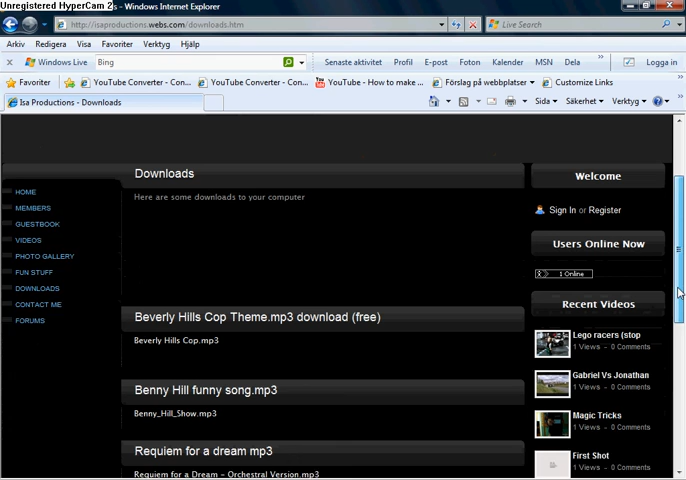 Unregistered HyperCam 2
s - Windows Internet Explorer
http://isaproductions.webs.com/downloads.htm
Live Search
Arkiv Redigera Visa Favoriter Verktyg Hjälp
Windows Live Bing Senaste aktivitet Profil E-post Foton Kalender MSN Dela Logga in
Favoriter YouTube Converter - Con... YouTube Converter - Con... YouTube - How to make ... Förslag på webbplatser Customize Links
Isa Productions - Downloads
Sida Säkerhet Verktyg
HOME
MEMBERS
GUESTBOOK
VIDEOS
PHOTO GALLERY
FUN STUFF
DOWNLOADS
CONTACT ME
FORUMS
Downloads
Here are some downloads to your computer
Beverly Hills Cop Theme.mp3 download (free)
Beverly Hills Cop.mp3
Benny Hill funny song.mp3
Benny_Hill_Show.mp3
Requiem for a dream mp3
Requiem for a Dream - Orchestral Version.mp3
Welcome
Sign In or Register
Users Online Now
1 Online
Recent Videos
Lego racers (stop
1 Views - 0 Comments
Gabriel Vs Jonathan
1 Views - 0 Comments
Magic Tricks
1 Views - 0 Comments
First Shot
1 Views - 0 Comments